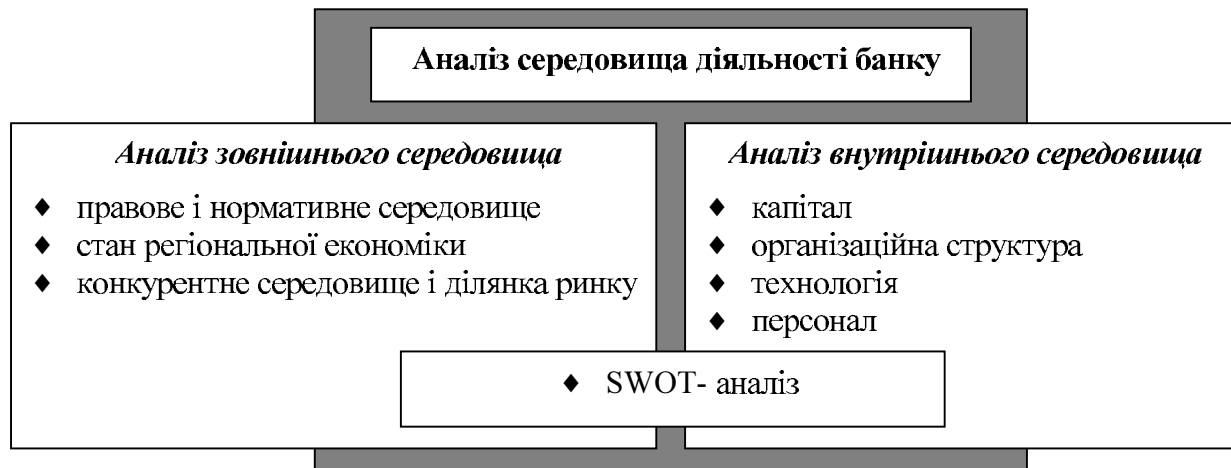 Аналіз середовища діяльності банку
Аналіз зовнішнього середовища
♦ правове і нормативне середовище
♦ стан регіональної економіки
♦ конкурентне середовище і ділянка ринку
Аналіз внутрішнього середовища
♦ капітал
♦ організаційна структура
♦ технологія
♦ персонал
♦ SWOT- аналіз